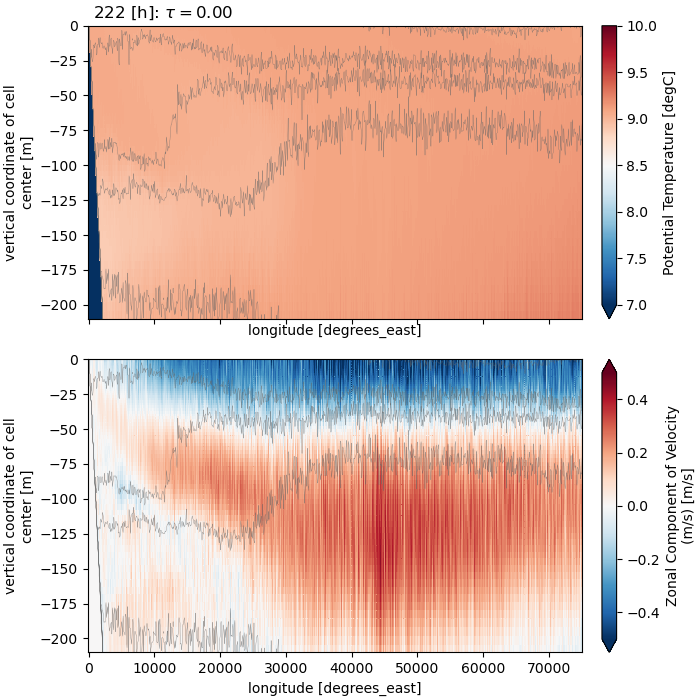 222 [h]: τ = 0.00
0
−25
−50
−75
−100
−125
−150
−175
−200
vertical coordinate of cell
center [m]
longitude [degrees_east]
10.0
9.5
9.0
8.5
8.0
7.5
7.0
Potential Temperature [degC]
0
−25
−50
−75
−100
−125
−150
−175
−200
vertical coordinate of cell
center [m]
0 10000 20000 30000 40000 50000 60000 70000
longitude [degrees_east]
0.4
0.2
0.0
−0.2
−0.4
Zonal Component of Velocity
(m/s) [m/s]